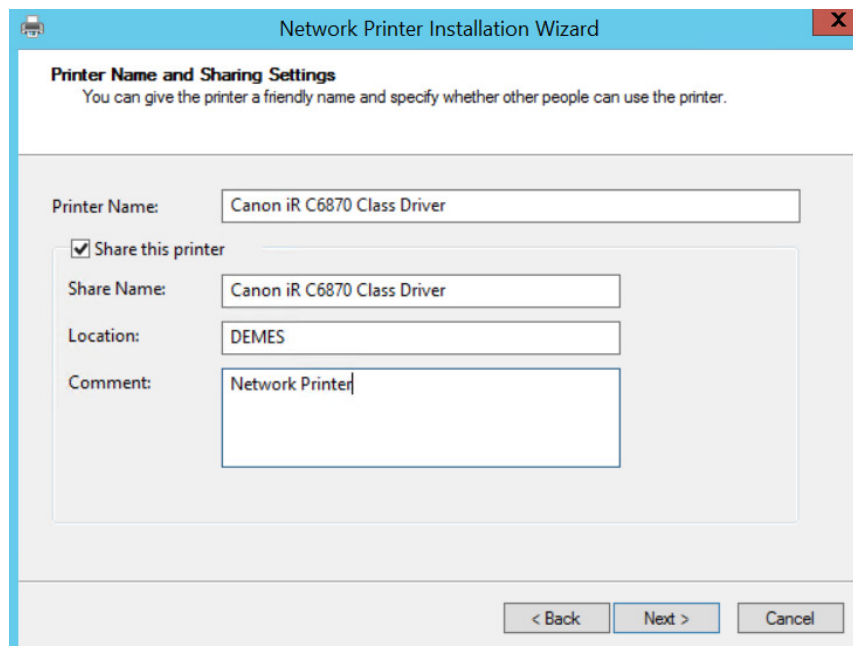 Network Printer Installation Wizard
X
Printer Name and Sharing Settings
You can give the printer a friendly name and specify whether other people can use the printer.
Printer Name: Canon iR C6870 Class Driver
Share this printer
Share Name: Canon iR C6870 Class Driver
Location: DEMES
Comment: Network Printer
< Back Next > Cancel